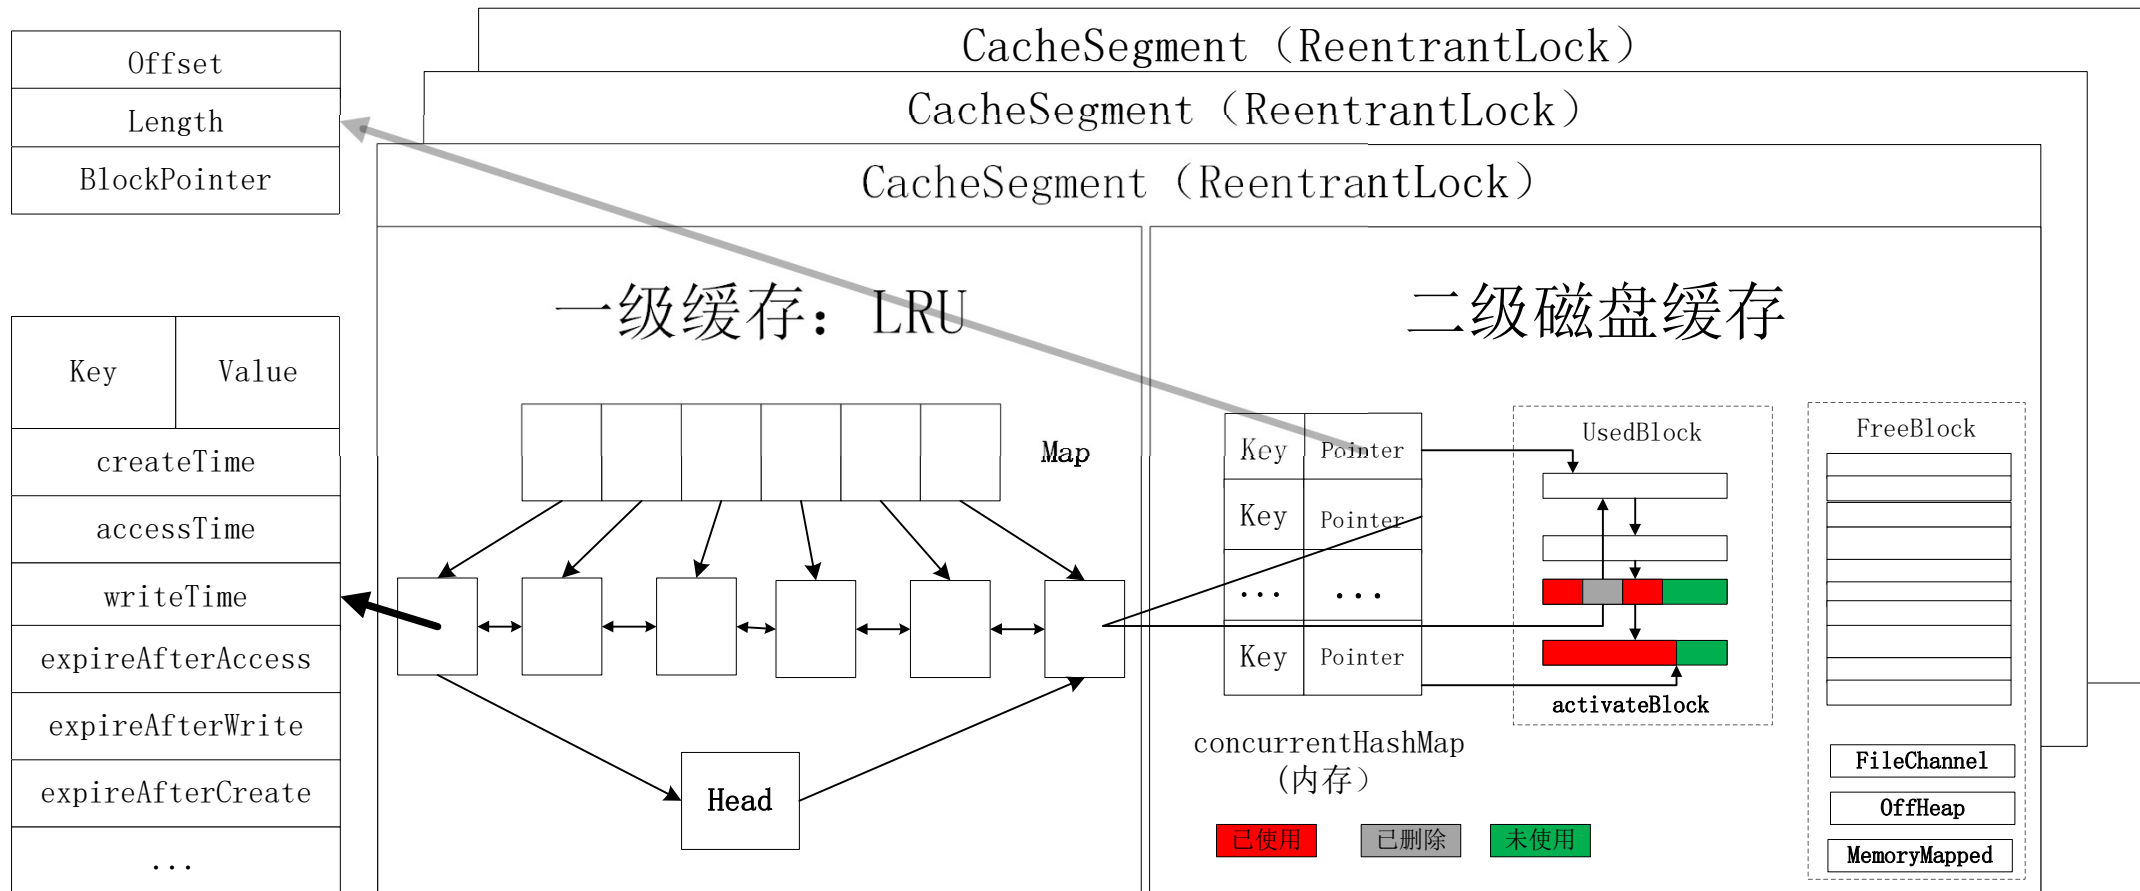 CacheSegment（ReentrantLock）
CacheSegment（ReentrantLock）
CacheSegment（ReentrantLock）
Offset
Length
BlockPointer
Key Value
createTime
accessTime
writeTime
expireAfterAccess
expireAfterWrite
expireAfterCreate
...
一级缓存：LRU
Map
Head
二级磁盘缓存
Key Pointer
Key Pointer
... ...
Key Pointer
concurrentHashMap
(内存）
UsedBlock
activateBlock
FreeBlock
FileChannel
OffHeap
MemoryMapped
已使用
已删除
未使用